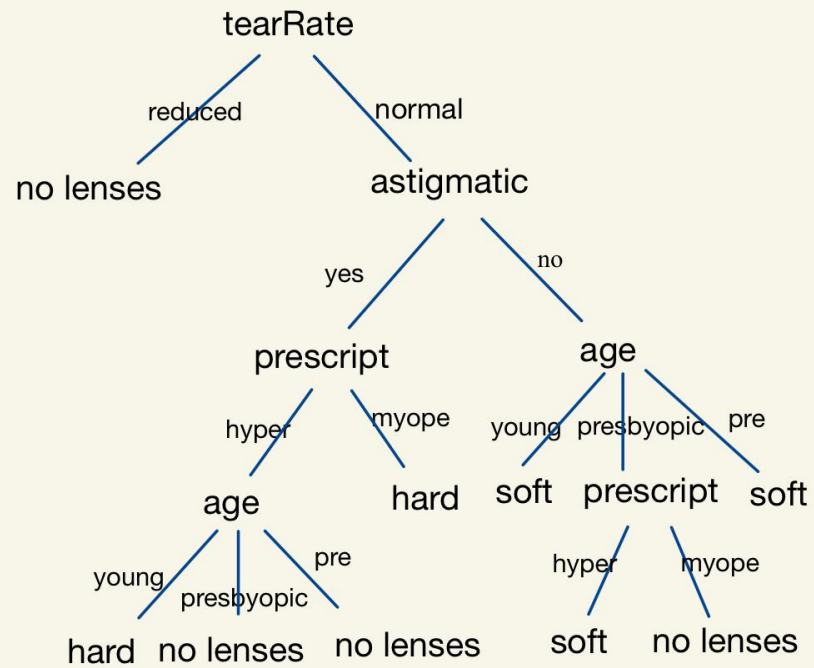 tearRate
reduced
normal
no lenses
astigmatic
yes
no
prescript
age
hyper
myope
young
presbyopic
pre
age
hard
soft
prescript
soft
young
presbyopic
pre
hyper
myope
hard
no lenses
no lenses
soft
no lenses